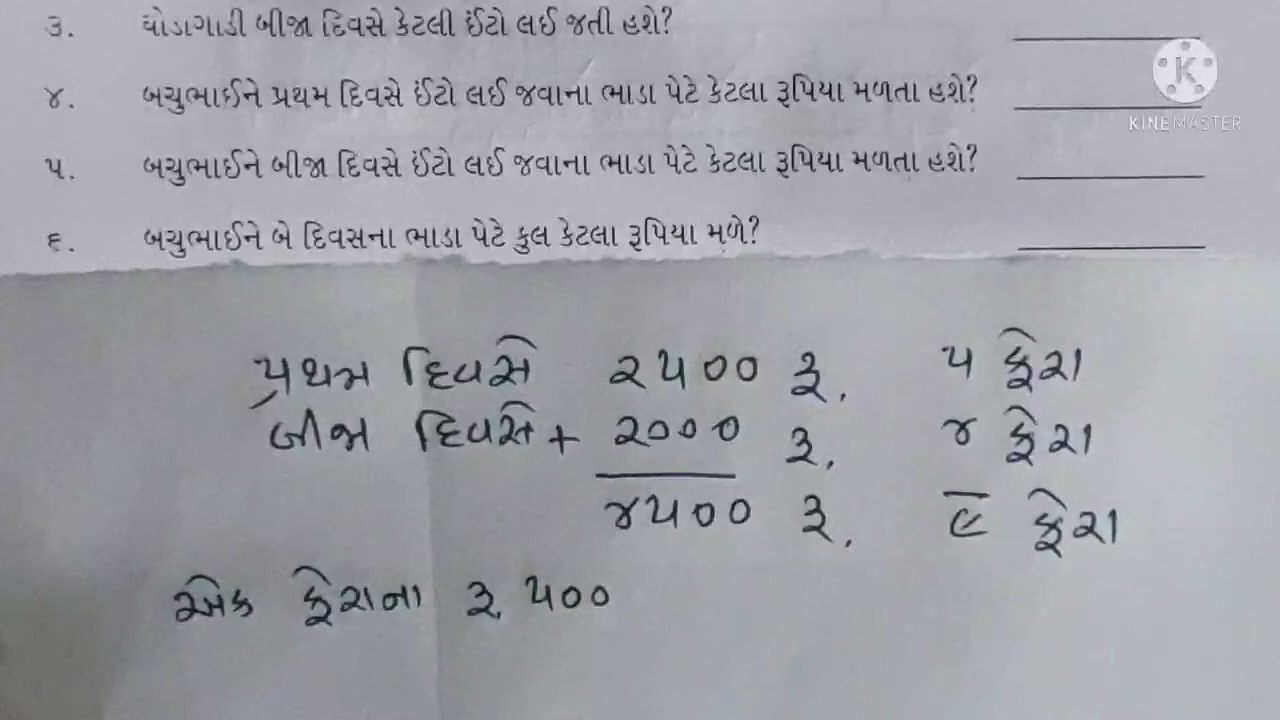 ૩. ઘોડાગાડી બીજા દિવસે કેટલી ઈંટો લઈ જતી હશે?
૪. બચુભાઈને પ્રથમ દિવસે ઈંટો લઈ જવાના ભાડા પેટે કેટલા રૂપિયા મળતા હશે?
૫. બચુભાઈને બીજા દિવસે ઈંટો લઈ જવાના ભાડા પેટે કેટલા રૂપિયા મળતા હશે?
૬. બચુભાઈને બે દિવસના ભાડા પેટે કુલ કેટલા રૂપિયા મળે?
K
KINEMASTER
પ્રથમ દિવસે ૨૫૦૦ રૂ. ૫ ફેરા
બીજા દિવસે + ૨૦૦૦ રૂ. ૪ ફેરા
૪૫૦૦ રૂ. ૯ ફેરા
એક ફેરાના રૂ ૫૦૦